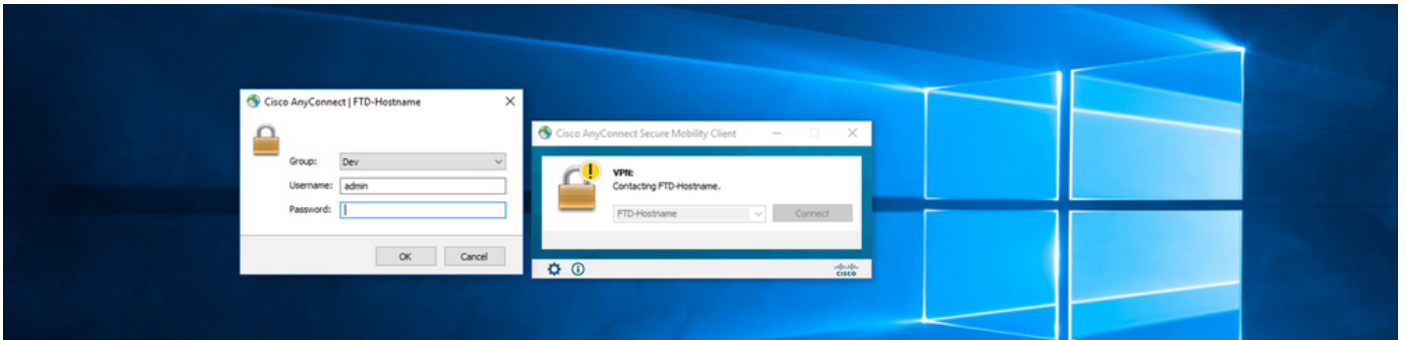 Cisco AnyConnect | FTD-Hostname
Group: Dev
Username: admin
Password:
OK Cancel
Cisco AnyConnect Secure Mobility Client
VPN:
Contacting FTD-Hostname.
FTD-Hostname Connect
CISCO